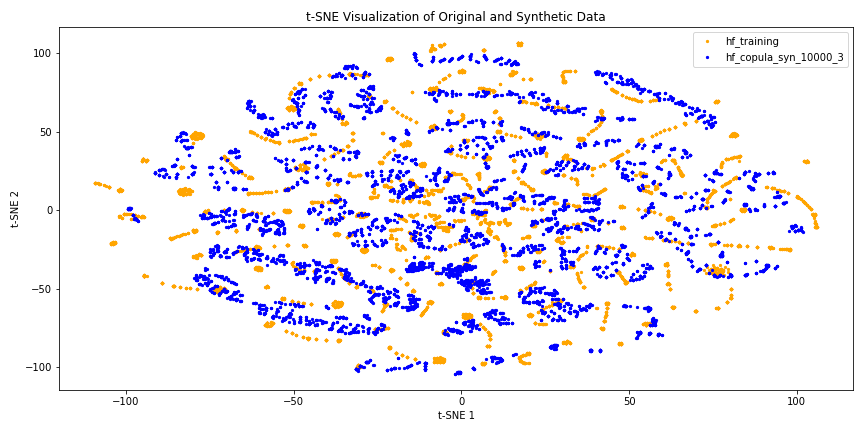 t-SNE Visualization of Original and Synthetic Data
hf_training
hf_copula_syn_10000_3
100
50
0
−50
−100
t-SNE 2
−100
−50
0
50
100
t-SNE 1